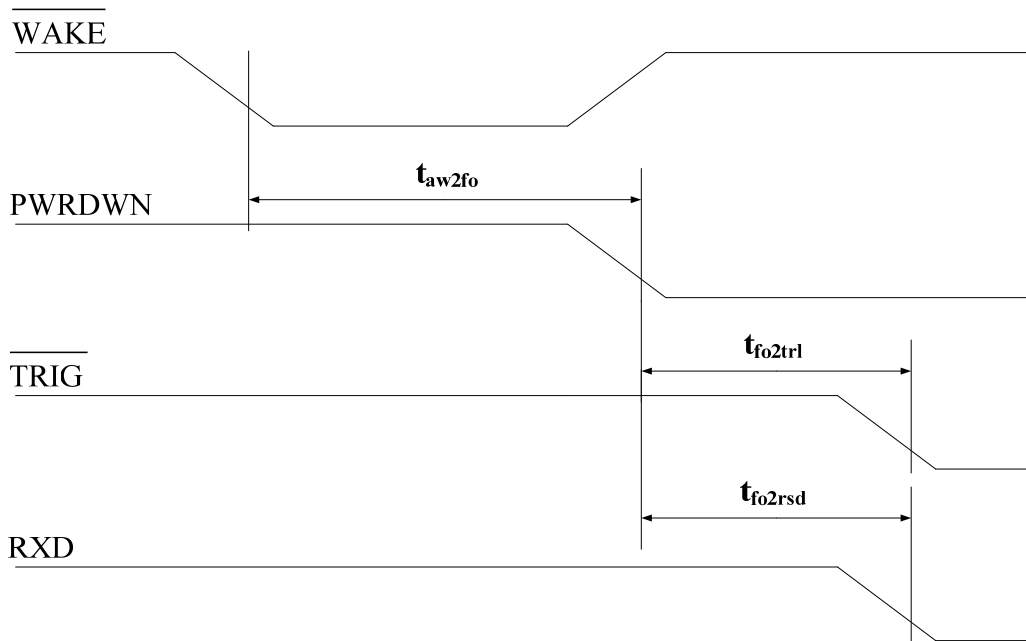 WAKE
t_aw2fo
PWRDWN
t_fo2trl
TRIG
t_fo2rsd
RXD